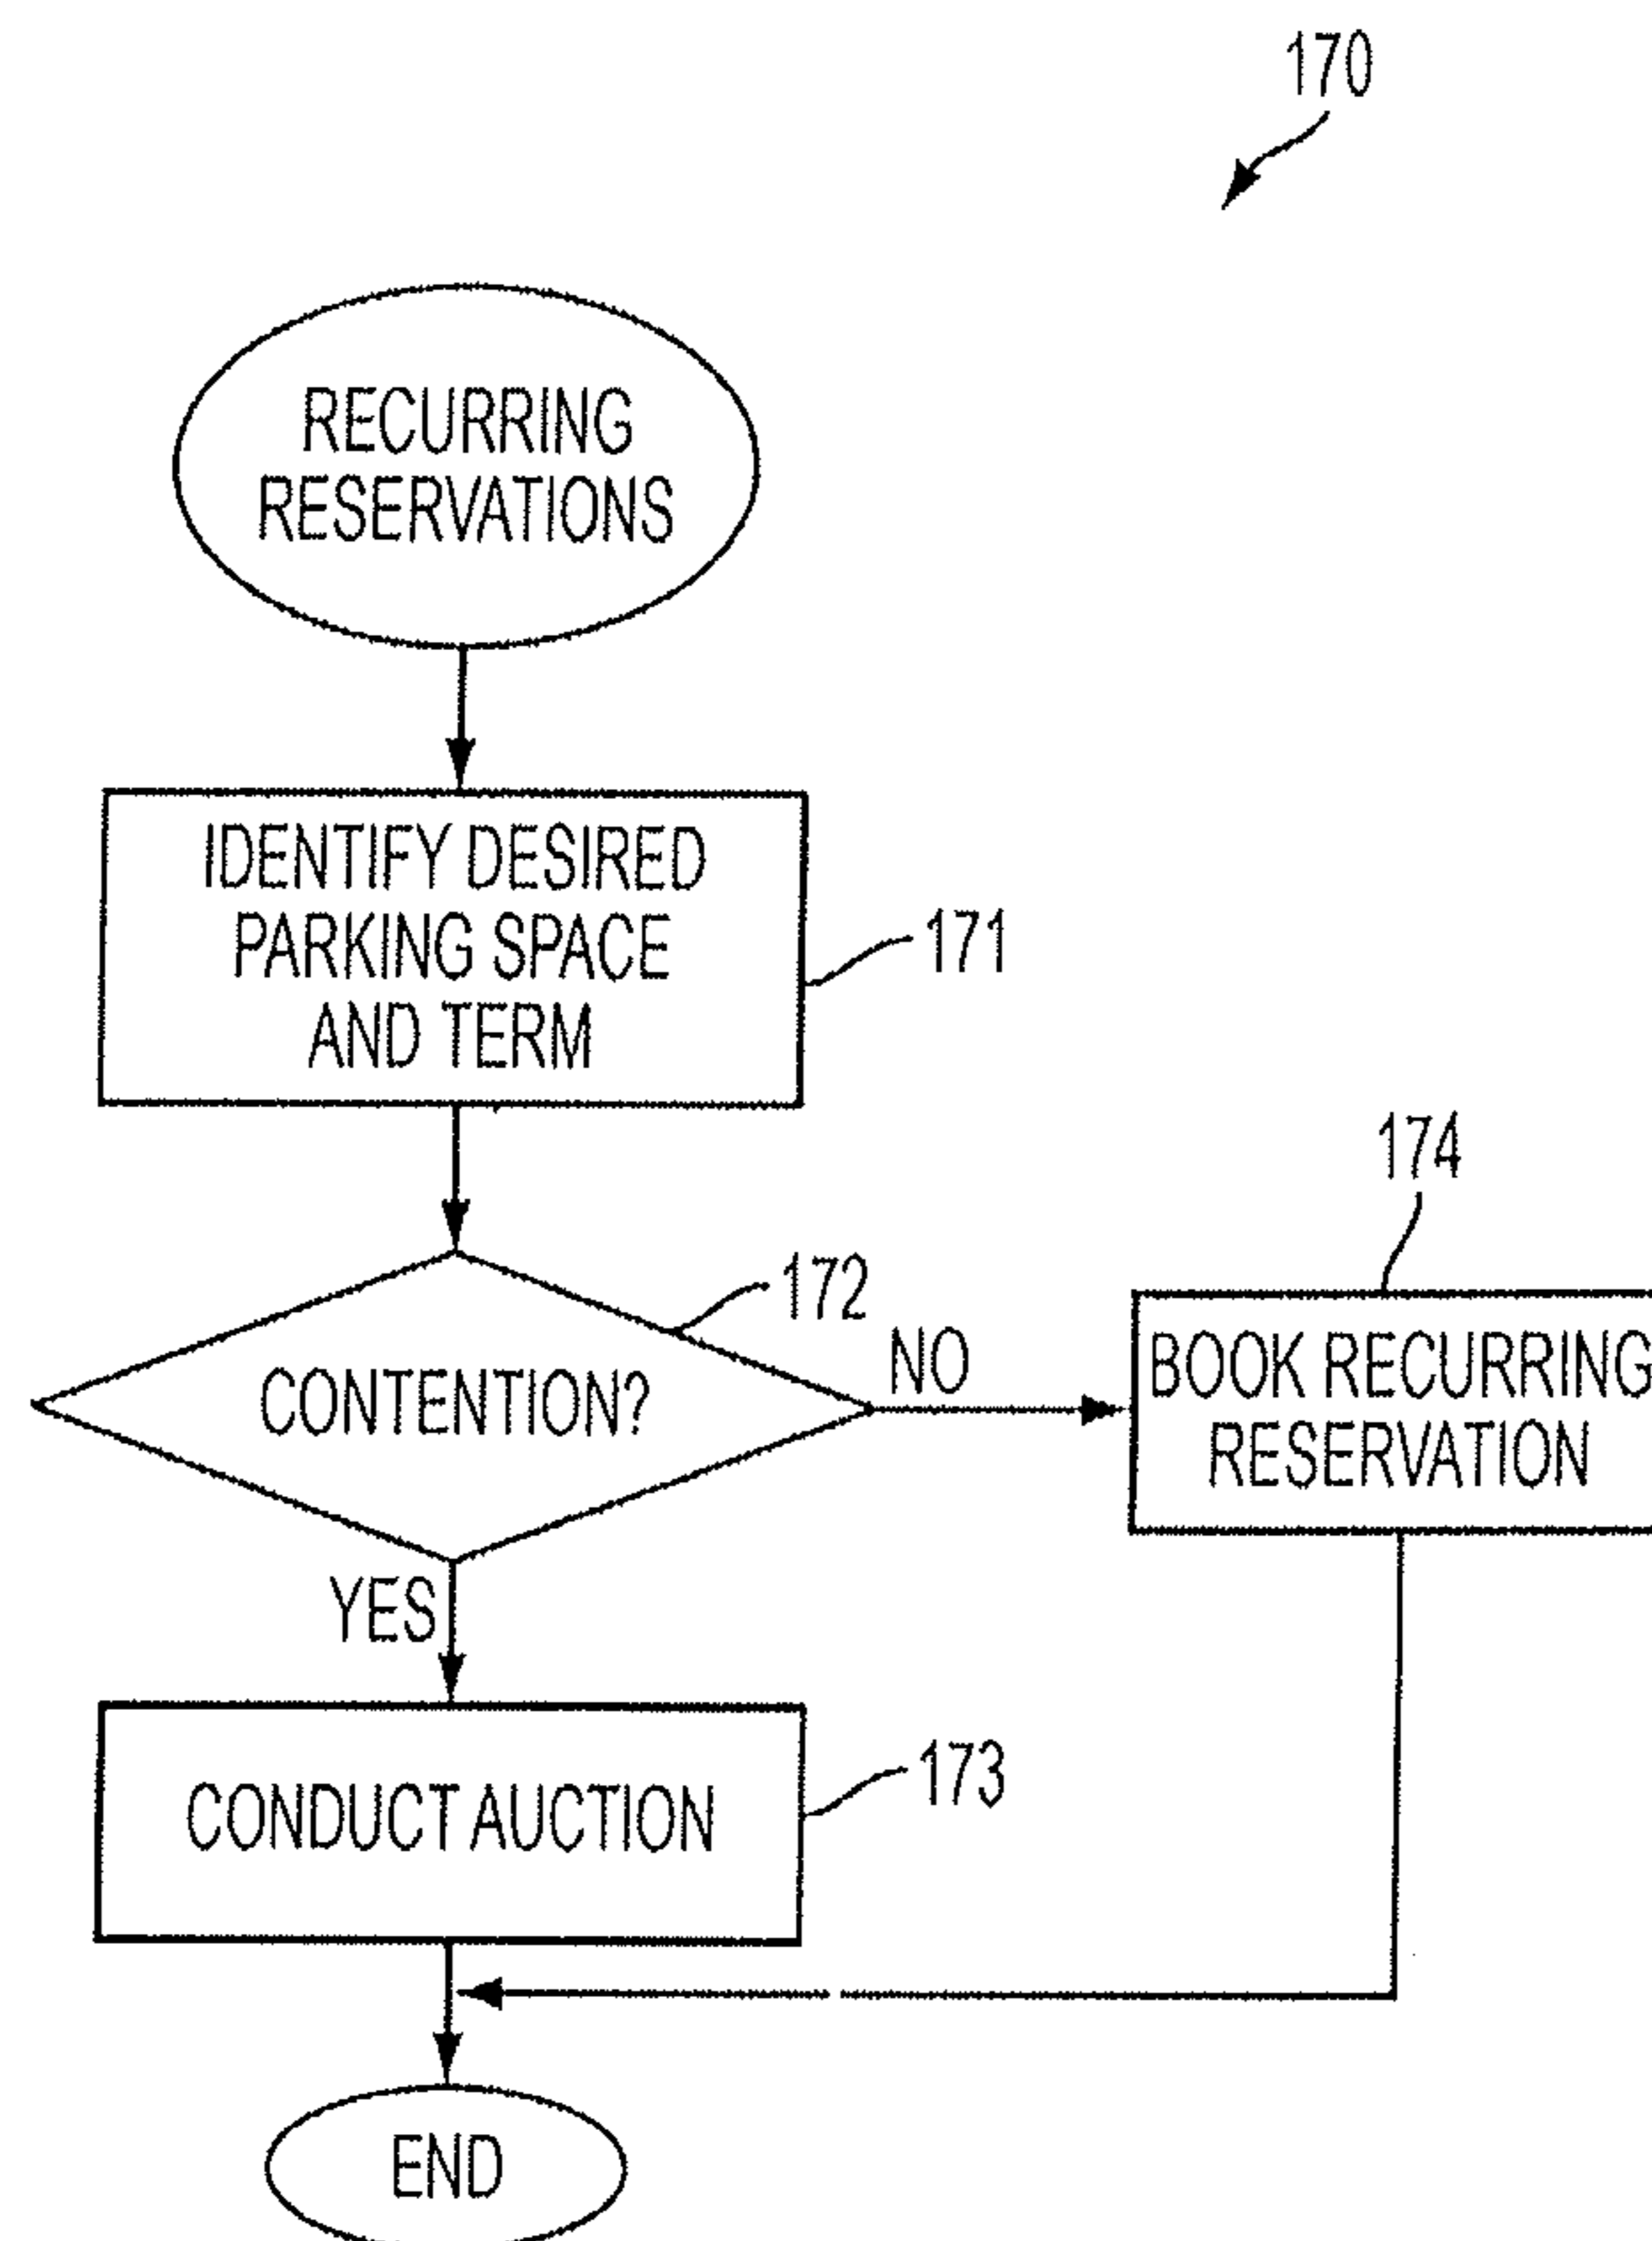 170
RECURRING
RESERVATIONS
IDENTIFY DESIRED
PARKING SPACE
AND TERM
171
174
172
CONTENTION?
NO
BOOK RECURRING
RESERVATION
YES
CONDUCT AUCTION
173
END